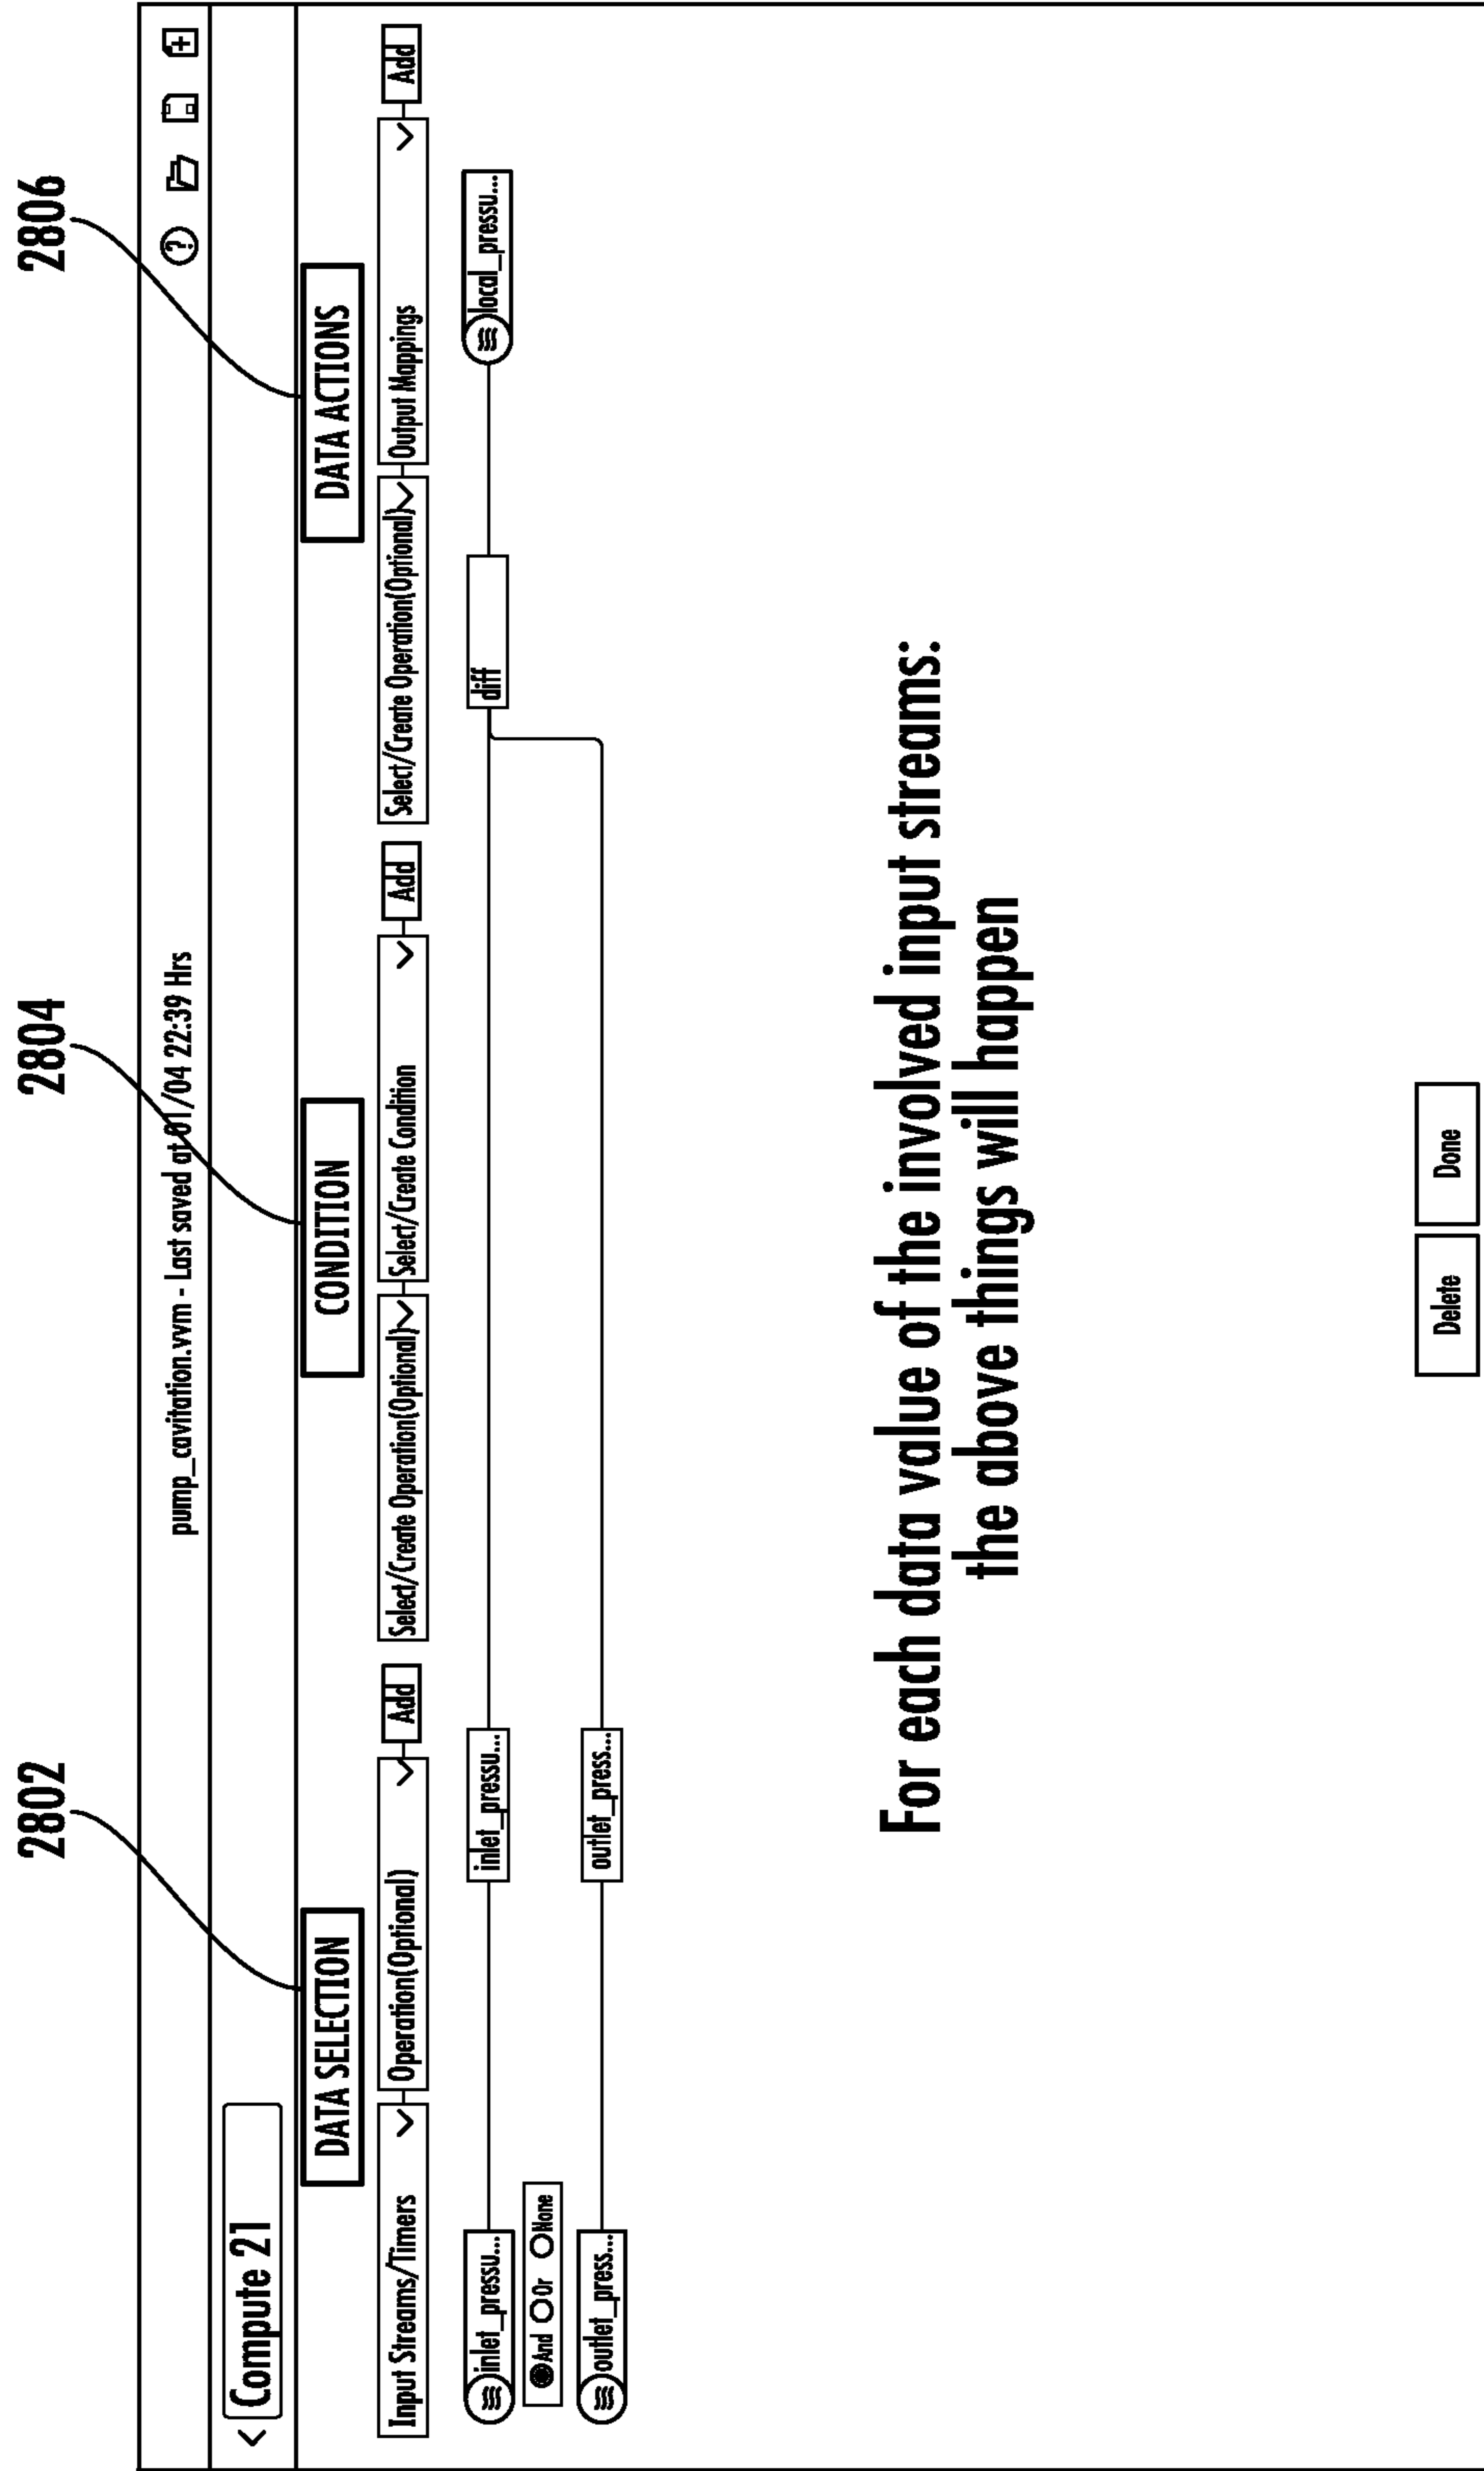 2802
2804
2806
pump_cavitation.vvm - Last saved at 01/04 22:39 Hrs
?
< Compute 21
DATA SELECTION
CONDITION
DATA ACTIONS
Input Streams/Timers
Operation(Optional)
Add
Select/Create Operation(Optional)
Select/Create Condition
Add
Select/Create Operation(Optional)
Output Mappings
Add
inlet_pressu...
inlet_pressu...
diff
local_pressu...
And Or None
outlet_press...
outlet_press...
For each data value of the involved input streams:
the above things will happen
Delete
Done